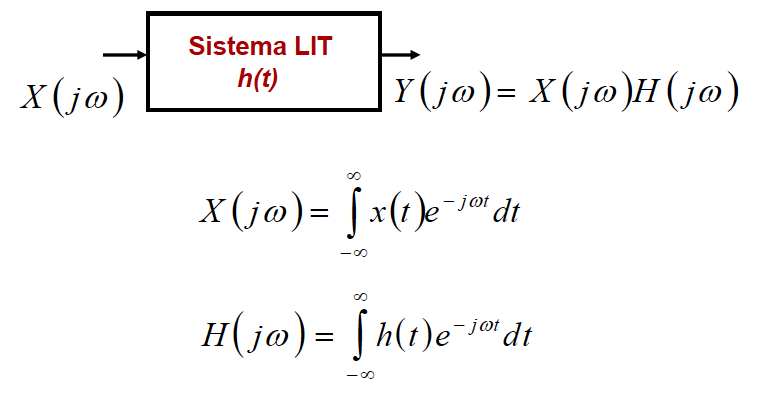 Sistema LIT
h(t)
X(jω)
Y(jω) = X(jω)H(jω)
X(jω) = ∫_{-∞}^{∞} x(t)e^{-jωt} dt
H(jω) = ∫_{-∞}^{∞} h(t)e^{-jωt} dt